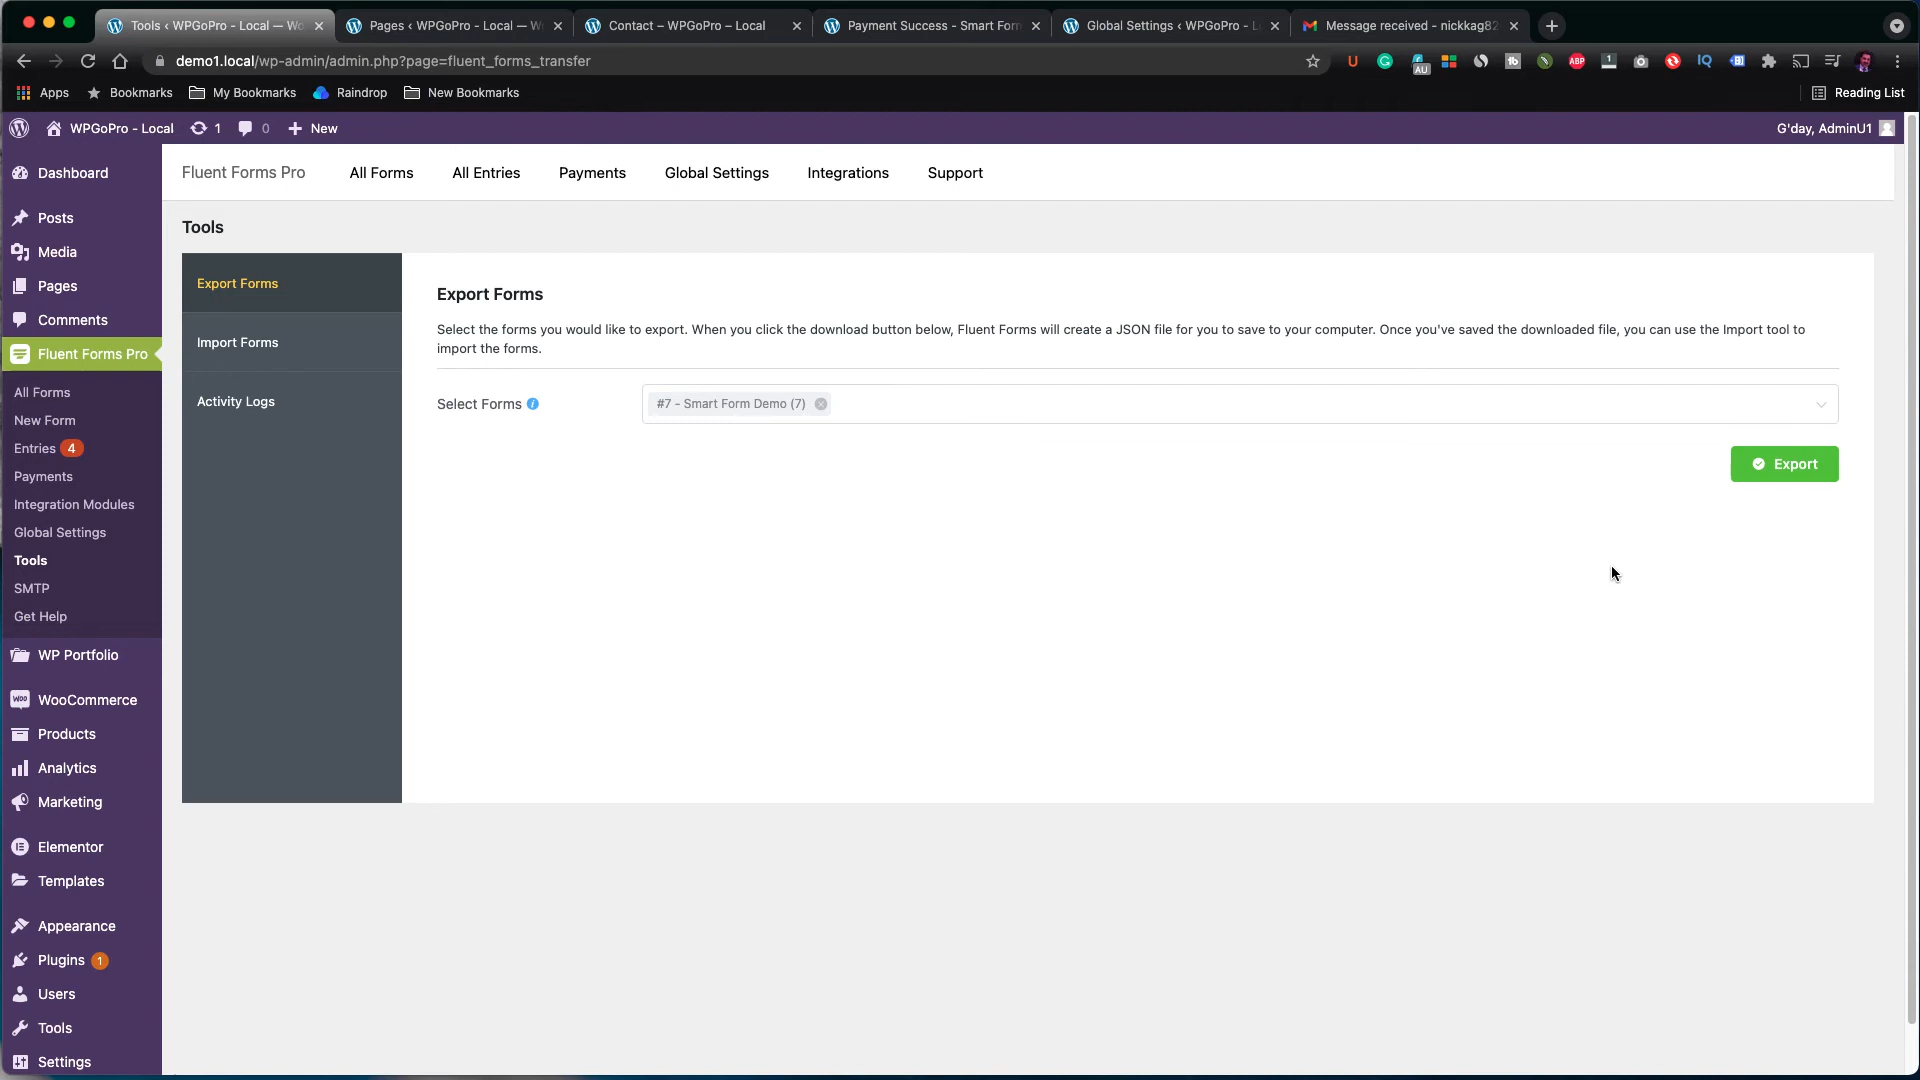 Tools ‹ WPGoPro - Local — Wo
Pages ‹ WPGoPro - Local — W
Contact – WPGoPro – Local
Payment Success - Smart Form
Global Settings ‹ WPGoPro - L
Message received - nickkag82
demo1.local/wp-admin/admin.php?page=fluent_forms_transfer
U
AU
tb
ABP
1
IQ
Apps
Bookmarks
My Bookmarks
Raindrop
New Bookmarks
Reading List
WPGoPro - Local
1
0
New
G'day, AdminU1
Dashboard
Posts
Media
Pages
Comments
Fluent Forms Pro
All Forms
New Form
Entries 4
Payments
Integration Modules
Global Settings
Tools
SMTP
Get Help
WP Portfolio
Woo WooCommerce
Products
Analytics
Marketing
Elementor
Templates
Appearance
Plugins 1
Users
Tools
Settings
Fluent Forms Pro
All Forms
All Entries
Payments
Global Settings
Integrations
Support
Tools
Export Forms
Import Forms
Activity Logs
Export Forms
Select the forms you would like to export. When you click the download button below, Fluent Forms will create a JSON file for you to save to your computer. Once you've saved the downloaded file, you can use the Import tool to
import the forms.
Select Forms
#7 - Smart Form Demo (7)
Export